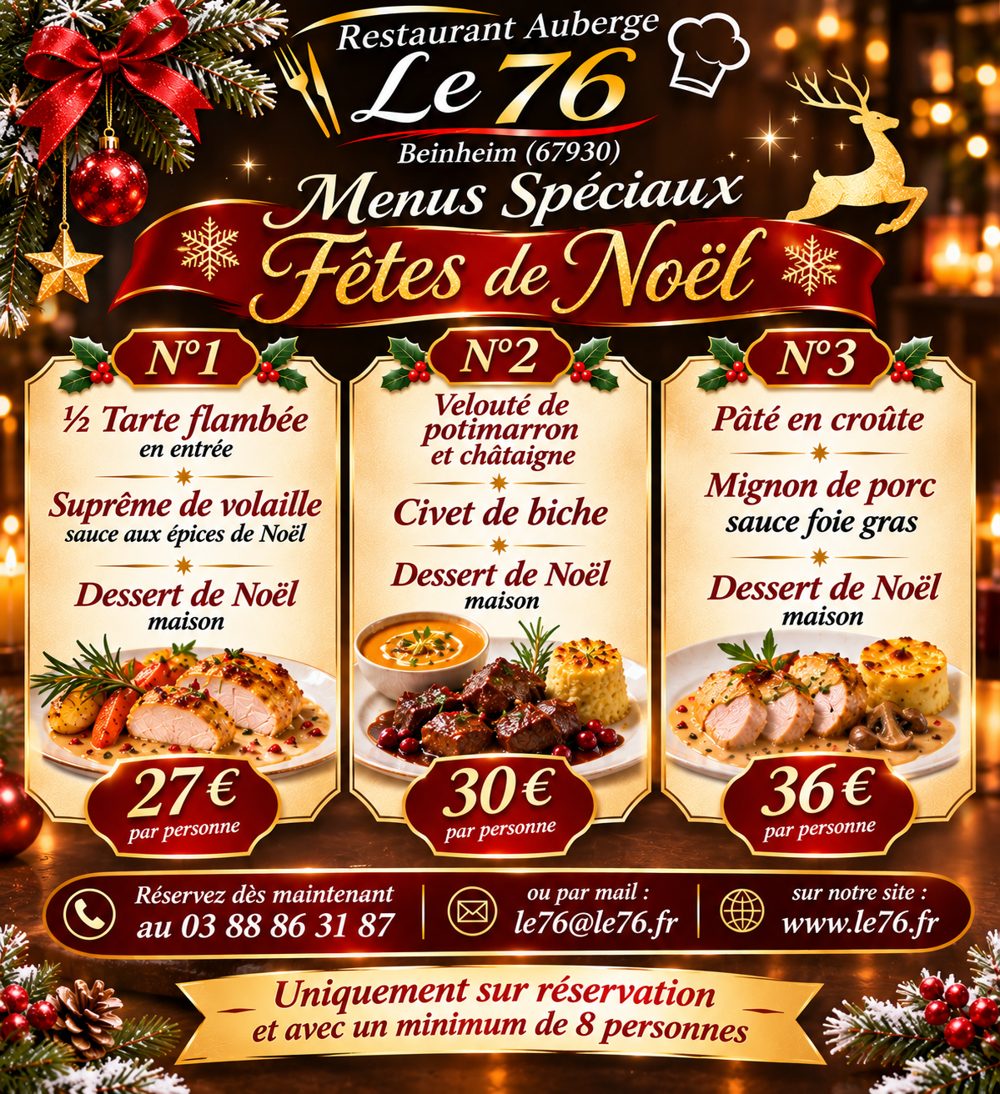 Restaurant Auberge
Le 76
Beinheim (67930)
Menus Spéciaux
Fêtes de Noël
N°1
½ Tarte flambée
en entrée
Suprême de volaille
sauce aux épices de Noël
Dessert de Noël
maison
27€
par personne
N°2
Velouté de
potimarron
et châtaigne
Civet de biche
Dessert de Noël
maison
30€
par personne
N°3
Pâté en croûte
Mignon de porc
sauce foie gras
Dessert de Noël
maison
36€
par personne
Réservez dès maintenant
au 03 88 86 31 87
ou par mail :
le76@le76.fr
sur notre site :
www.le76.fr
Uniquement sur réservation
et avec un minimum de 8 personnes